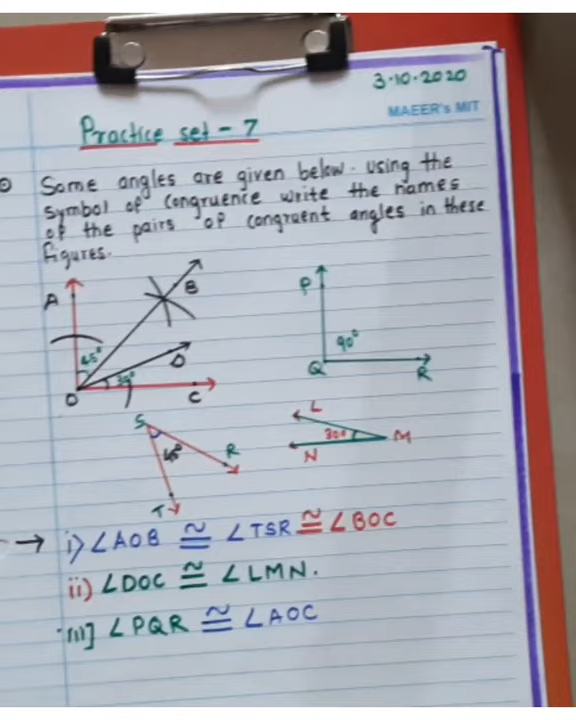 3.10.2020
MAEER's MIT
Practice set - 7
Some angles are given below. using the
symbol of congruence write the names
of the pairs of congruent angles in these
figures.
A
B
45°
D
30°
O
C
P
90°
Q
R
S
45°
R
T
L
30°
M
N
→ i) ∠AOB ≅ ∠TSR ≅ ∠BOC
ii) ∠DOC ≅ ∠LMN.
iii] ∠PQR ≅ ∠AOC